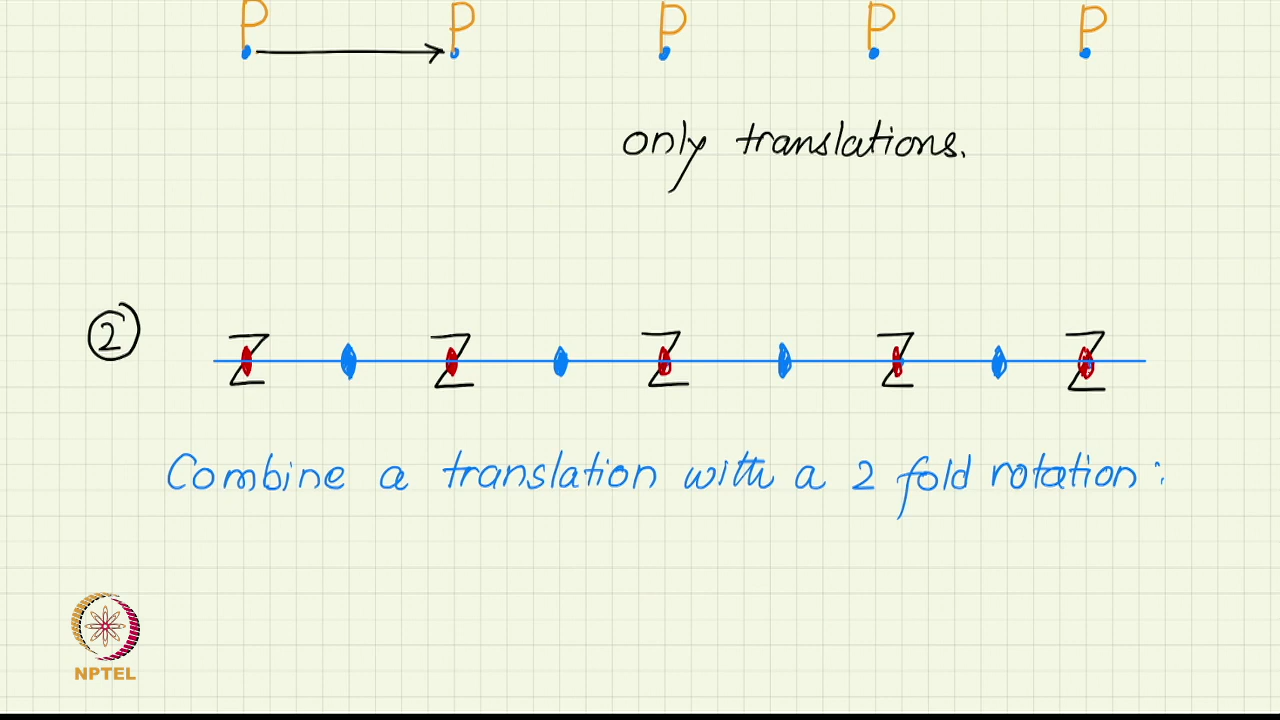 P P P P P
only translations.
② Z Z Z Z Z
Combine a translation with a 2 fold rotation :
NPTEL